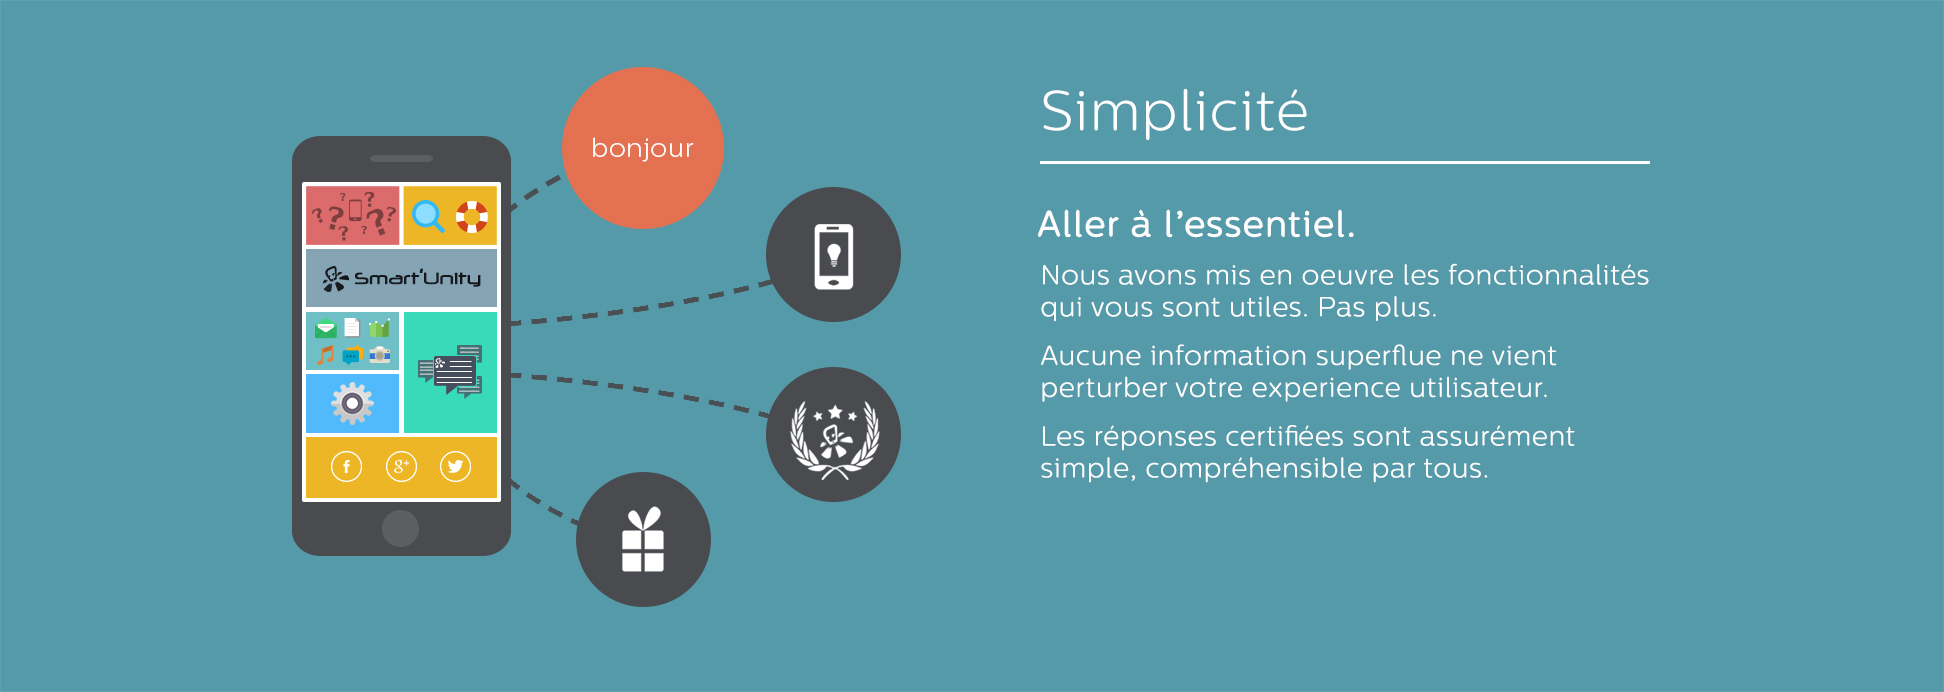 bonjour
Smart'Unity
Simplicité
Aller à l’essentiel.
Nous avons mis en oeuvre les fonctionnalités
qui vous sont utiles. Pas plus.
Aucune information superflue ne vient
perturber votre experience utilisateur.
Les réponses certifiées sont assurément
simple, compréhensible par tous.